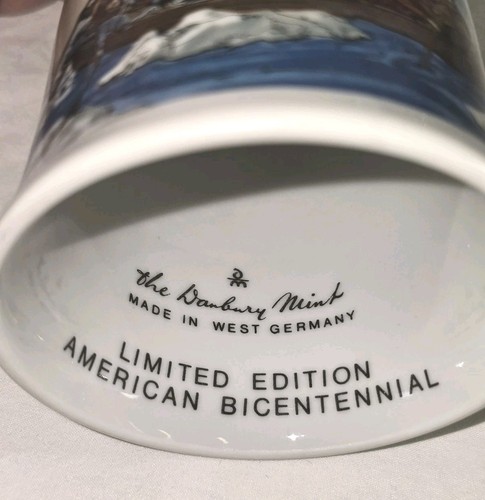 The Danbury Mint
MADE IN WEST GERMANY
LIMITED EDITION
AMERICAN BICENTENNIAL